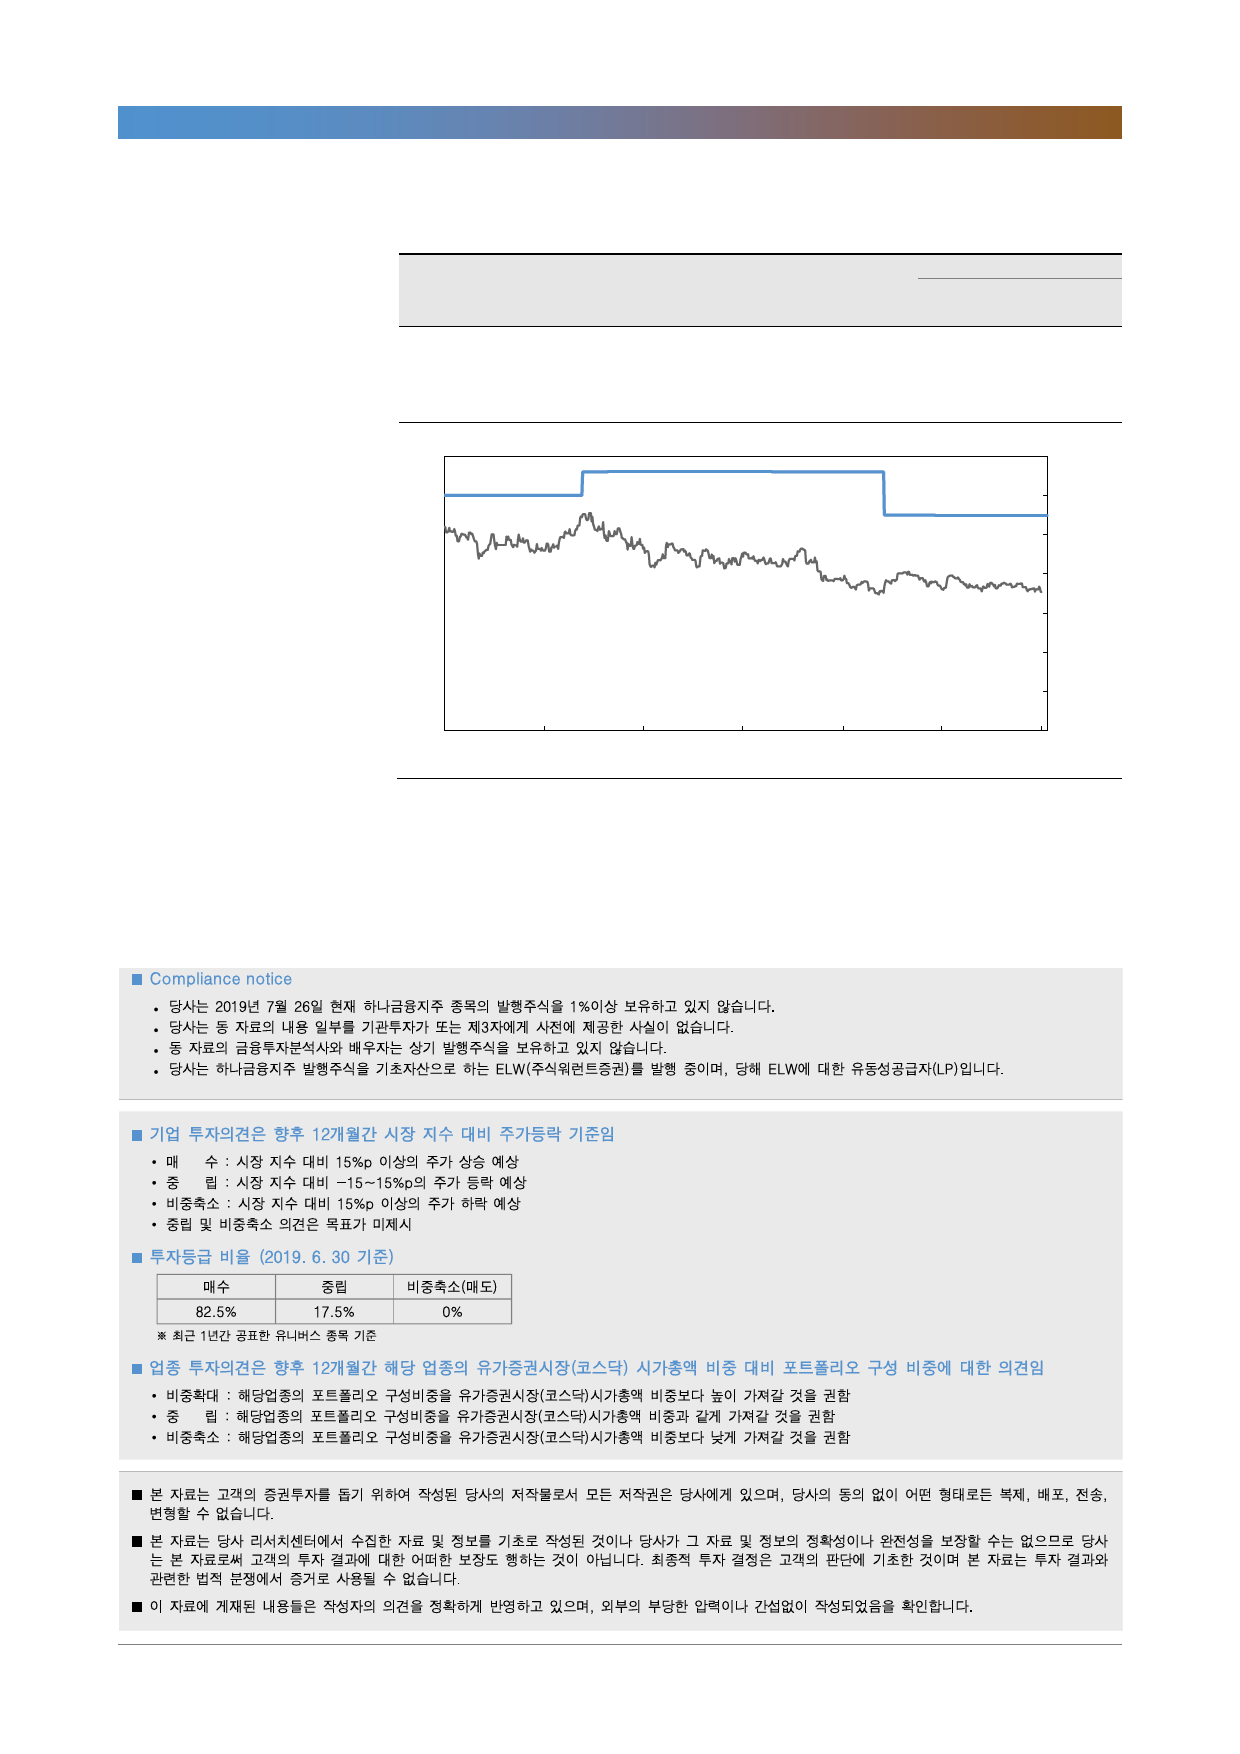 ■ Compliance notice
• 당사는 2019년 7월 26일 현재 하나금융지주 종목의 발행주식을 1%이상 보유하고 있지 않습니다.
• 당사는 동 자료의 내용 일부를 기관투자가 또는 제3자에게 사전에 제공한 사실이 없습니다.
• 동 자료의 금융투자분석사와 배우자는 상기 발행주식을 보유하고 있지 않습니다.
• 당사는 하나금융지주 발행주식을 기초자산으로 하는 ELW(주식워런트증권)를 발행 중이며, 당해 ELW에 대한 유동성공급자(LP)입니다.
■ 기업 투자의견은 향후 12개월간 시장 지수 대비 주가등락 기준임
• 매 수 : 시장 지수 대비 15%p 이상의 주가 상승 예상
• 중 립 : 시장 지수 대비 -15~15%p의 주가 등락 예상
• 비중축소 : 시장 지수 대비 15%p 이상의 주가 하락 예상
• 중립 및 비중축소 의견은 목표가 미제시
■ 투자등급 비율 (2019. 6. 30 기준)
매수 중립 비중축소(매도)
82.5% 17.5% 0%
※ 최근 1년간 공표한 유니버스 종목 기준
■ 업종 투자의견은 향후 12개월간 해당 업종의 유가증권시장(코스닥) 시가총액 비중 대비 포트폴리오 구성 비중에 대한 의견임
• 비중확대 : 해당업종의 포트폴리오 구성비중을 유가증권시장(코스닥)시가총액 비중보다 높이 가져갈 것을 권함
• 중 립 : 해당업종의 포트폴리오 구성비중을 유가증권시장(코스닥)시가총액 비중과 같게 가져갈 것을 권함
• 비중축소 : 해당업종의 포트폴리오 구성비중을 유가증권시장(코스닥)시가총액 비중보다 낮게 가져갈 것을 권함
■ 본 자료는 고객의 증권투자를 돕기 위하여 작성된 당사의 저작물로서 모든 저작권은 당사에게 있으며, 당사의 동의 없이 어떤 형태로든 복제, 배포, 전송,
변형할 수 없습니다.
■ 본 자료는 당사 리서치센터에서 수집한 자료 및 정보를 기초로 작성된 것이나 당사가 그 자료 및 정보의 정확성이나 완전성을 보장할 수는 없으므로 당사
는 본 자료로써 고객의 투자 결과에 대한 어떠한 보장도 행하는 것이 아닙니다. 최종적 투자 결정은 고객의 판단에 기초한 것이며 본 자료는 투자 결과와
관련한 법적 분쟁에서 증거로 사용될 수 없습니다.
■ 이 자료에 게재된 내용들은 작성자의 의견을 정확하게 반영하고 있으며, 외부의 부당한 압력이나 간섭없이 작성되었음을 확인합니다.